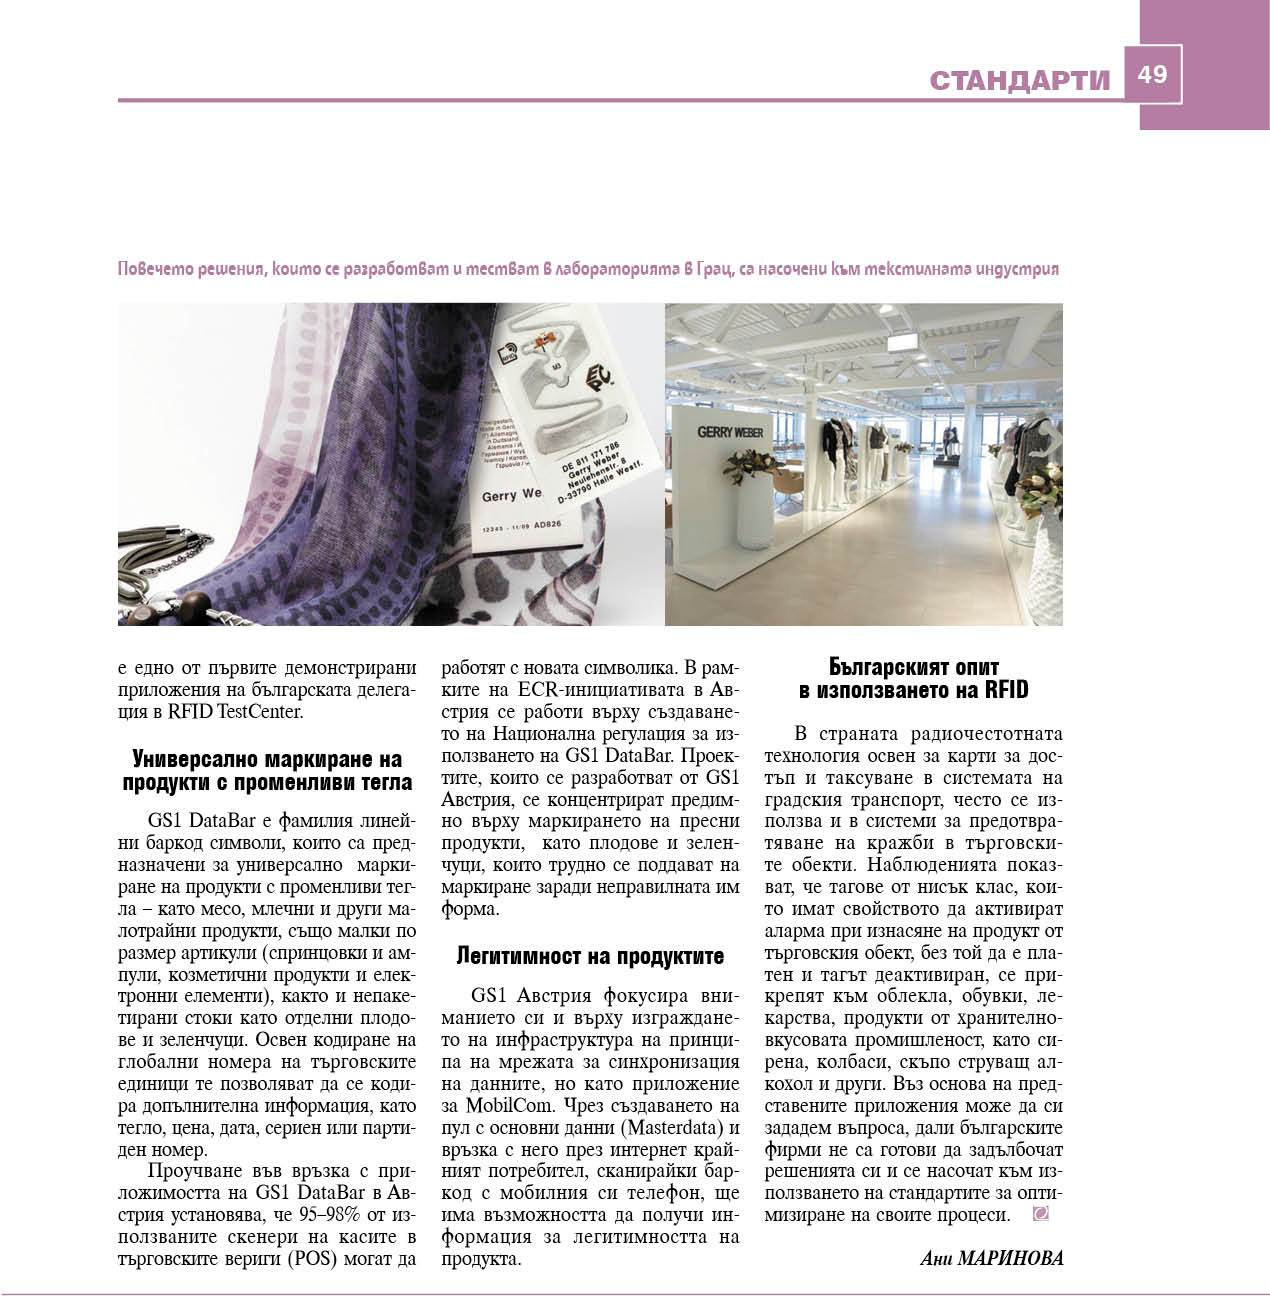 СТАНДАРТИ 49
Повечето решения, които се разработват и тестват в лабораторията в Грац, са насочени към текстилната индустрия
RFID
M3
EPC
DE 811 171 786
Gerry Weber
Neulehenstr. 8
D-33790 Halle Westf.
Gerry We
12345 - 11/09 AD826
GERRY WEBER
е едно от първите демонстрирани
приложения на българската делега-
ция в RFID TestCenter.
Универсално маркиране на
продукти с променливи тегла
GS1 DataBar е фамилия линей-
ни баркод символи, които са пред-
назначени за универсално марки-
ране на продукти с променливи тег-
ла – като месо, млечни и други ма-
лотрайни продукти, също малки по
размер артикули (спринцовки и ам-
пули, козметични продукти и елек-
тронни елементи), както и непаке-
тирани стоки като отделни плодо-
ве и зеленчуци. Освен кодиране на
глобални номера на търговските
единици те позволяват да се коди-
ра допълнителна информация, като
тегло, цена, дата, сериен или парти-
ден номер.
Проучване във връзка с при-
ложимостта на GS1 DataBar в Ав-
стрия установява, че 95–98% от из-
ползваните скенери на касите в
търговските вериги (POS) могат да
работят с новата символика. В рам-
ките на ECR-инициативата в Ав-
стрия се работи върху създаване-
то на Национална регулация за из-
ползването на GS1 DataBar. Проек-
тите, които се разработват от GS1
Австрия, се концентрират предим-
но върху маркирането на пресни
продукти, като плодове и зелен-
чуци, които трудно се поддават на
маркиране заради неправилната им
форма.
Легитимност на продуктите
GS1 Австрия фокусира вни-
манието си и върху изграждане-
то на инфраструктура на принци-
па на мрежата за синхронизация
на данните, но като приложение
за MobilCom. Чрез създаването на
пул с основни данни (Masterdata) и
връзка с него през интернет край-
ният потребител, сканирайки бар-
код с мобилния си телефон, ще
има възможността да получи ин-
формация за легитимността на
продукта.
Българският опит
в използването на RFID
В страната радиочестотната
технология освен за карти за дос-
тъп и таксуване в системата на
градския транспорт, често се из-
ползва и в системи за предотвра-
тяване на кражби в търговски-
те обекти. Наблюденията показ-
ват, че тагове от нисък клас, кои-
то имат свойството да активират
аларма при изнасяне на продукт от
търговския обект, без той да е пла-
тен и тагът деактивиран, се при-
крепят към облекла, обувки, ле-
карства, продукти от хранително-
вкусовата промишленост, като си-
рена, колбаси, скъпо струващ ал-
кохол и други. Въз основа на пред-
ставените приложения може да си
зададем въпроса, дали българските
фирми не са готови да задълбочат
решенията си и се насочат към из-
ползването на стандартите за опти-
мизиране на своите процеси.
Ани МАРИНОВА